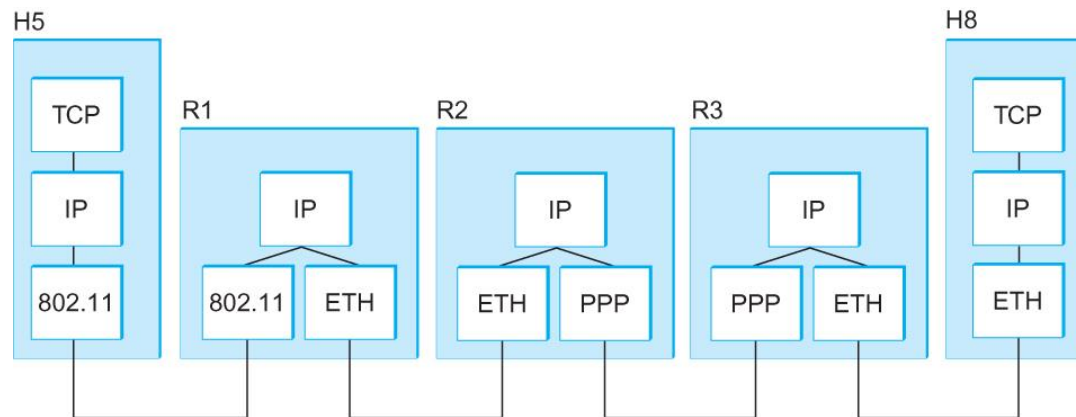 H5
H8
TCP
R1
R2
R3
TCP
IP
IP
IP
IP
IP
802.11
802.11
ETH
ETH
PPP
PPP
ETH
ETH